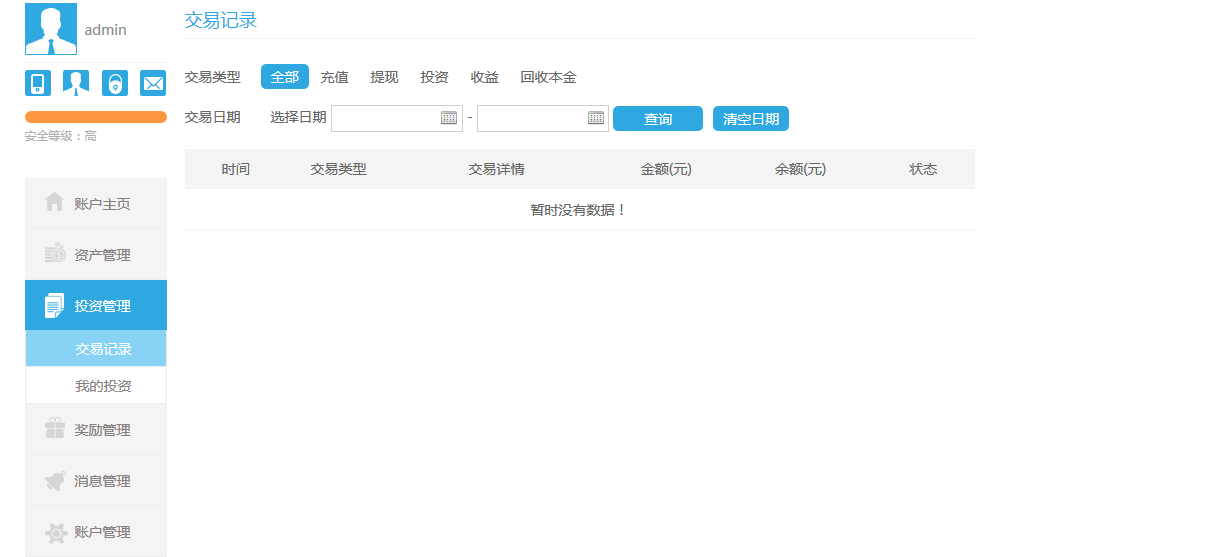 admin
安全等级：高
账户主页
资产管理
投资管理
交易记录
我的投资
奖励管理
消息管理
账户管理
交易记录
交易类型 全部 充值 提现 投资 收益 回收本金
交易日期 选择日期 - 查询 清空日期
时间 交易类型 交易详情 金额(元) 余额(元) 状态
暂时没有数据！